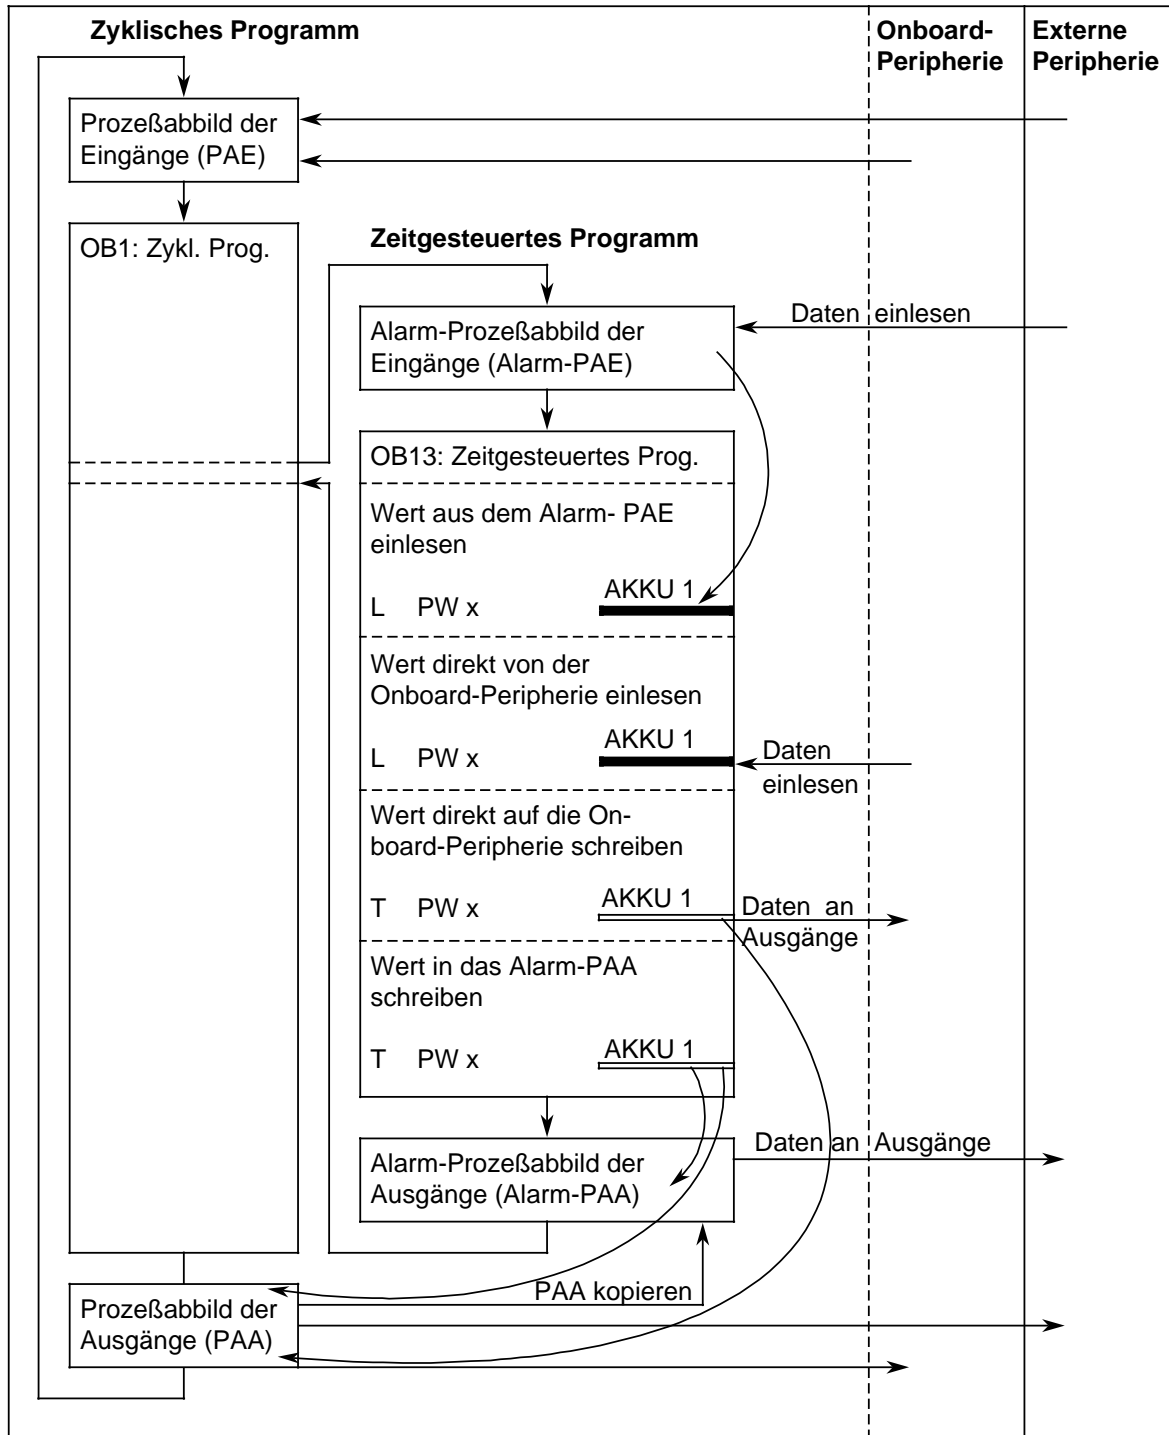 Zyklisches Programm
Onboard-
Peripherie
Externe
Peripherie
Prozeßabbild der
Eingänge (PAE)
OB1: Zykl. Prog.
Zeitgesteuertes Programm
Alarm-Prozeßabbild der
Eingänge (Alarm-PAE)
Daten einlesen
OB13: Zeitgesteuertes Prog.
Wert aus dem Alarm- PAE
einlesen
L PW x
AKKU 1
Wert direkt von der
Onboard-Peripherie einlesen
L PW x
AKKU 1
Daten
einlesen
Wert direkt auf die On-
board-Peripherie schreiben
T PW x
AKKU 1
Daten an
Ausgänge
Wert in das Alarm-PAA
schreiben
T PW x
AKKU 1
Alarm-Prozeßabbild der
Ausgänge (Alarm-PAA)
Daten an Ausgänge
PAA kopieren
Prozeßabbild der
Ausgänge (PAA)